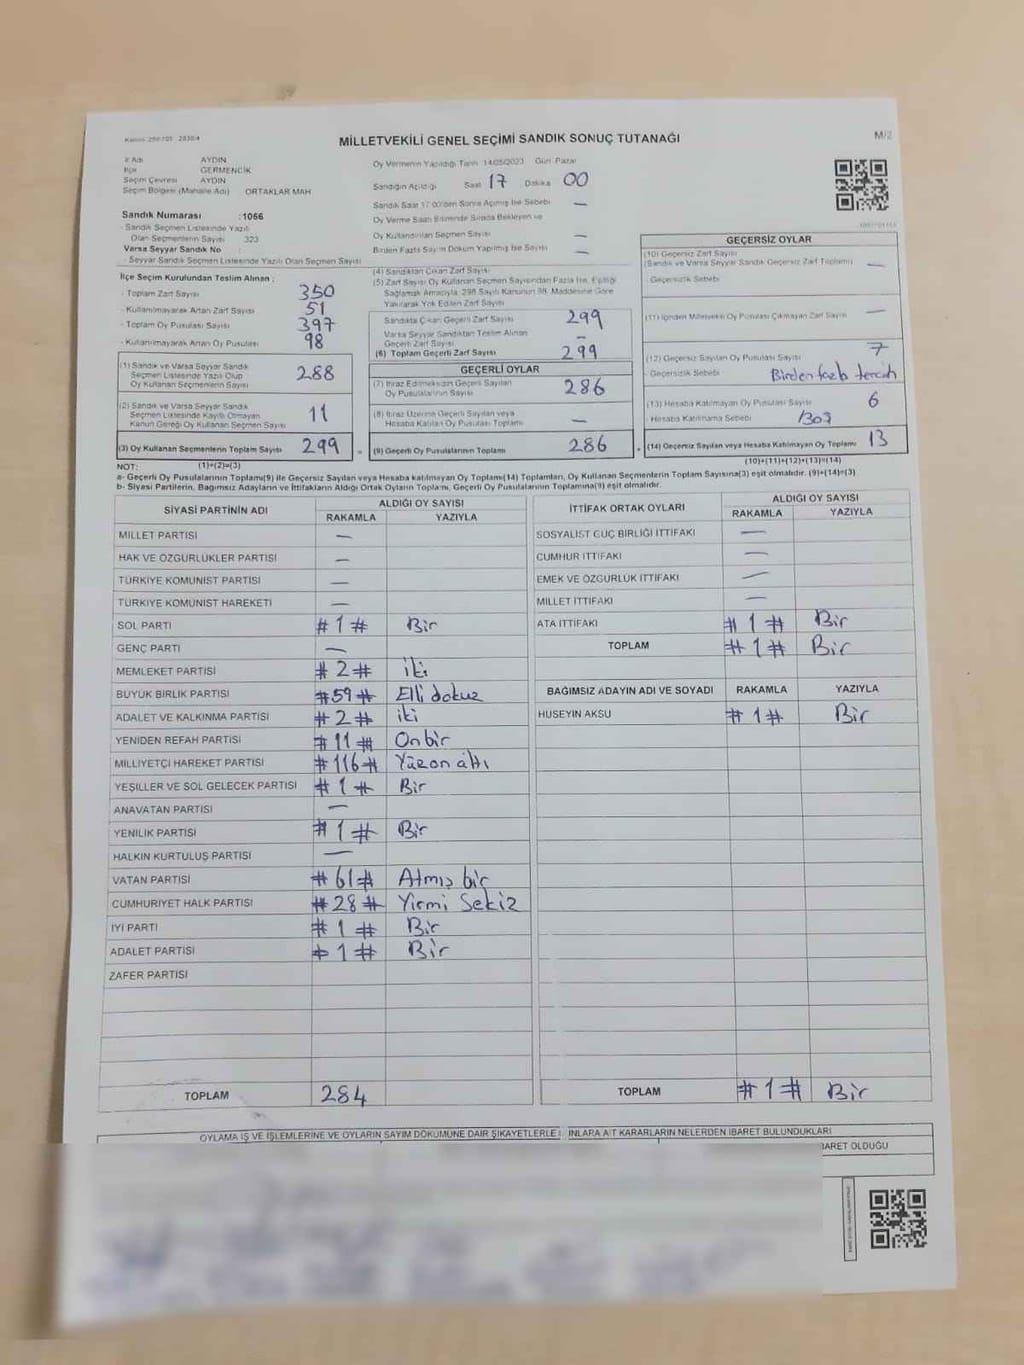 MİLLETVEKİLİ GENEL SEÇİMİ SANDIK SONUÇ TUTANAĞI
M/2
İl Adı AYDIN
İlçe GERMENCİK
Seçim Çevresi AYDIN
Seçim Bölgesi (Mahalle Adı) ORTAKLAR MAH
Sandık Numarası :1066
- Sandık Seçmen Listesinde Yazılı
Olan Seçmenlerin Sayısı 323
Varsa Seyyar Sandık No :
- Seyyar Sandık Seçmen Listesinde Yazılı Olan Seçmen Sayısı
Oy Vermenin Yapıldığı Tarih 14/05/2023 Gün Pazar
Sandığın Açıldığı Saat 17 Dakika 00
Sandık Saat 17:00'den Sonra Açılmış İse Sebebi —
Oy Verme Saati Bitiminde Sırada Bekleyen ve
Oy Kullandırılan Seçmen Sayısı —
Birden Fazla Sayım Döküm Yapılmış İse Sayısı —
İlçe Seçim Kurulundan Teslim Alınan :
- Toplam Zarf Sayısı 350
- Kullanılmayarak Artan Zarf Sayısı 51
- Toplam Oy Pusulası Sayısı 397
- Kullanılmayarak Artan Oy Pusulası 98
(1) Sandık ve Varsa Seyyar Sandık
Seçmen Listesinde Yazılı Olup
Oy Kullanan Seçmenlerin Sayısı 288
(2) Sandık ve Varsa Seyyar Sandık
Seçmen Listesinde Kayıtlı Olmayan
Kanun Gereği Oy Kullanan Seçmenlerin Sayısı 11
(3) Oy Kullanan Seçmenlerin Toplam Sayısı 299
(4) Sandıktan Çıkan Zarf Sayısı
(5) Zarf Sayısı Oy Kullanan Seçmen Sayısından Fazla İse, Eşitliği
Sağlamak Amacıyla; 298 Sayılı Kanunun 98. Maddesine Göre
Yakılarak Yok Edilen Zarf Sayısı
Sandıkta Çıkan Geçerli Zarf Sayısı 299
Varsa Seyyar Sandıktan Teslim Alınan
Geçerli Zarf Sayısı —
(6) Toplam Geçerli Zarf Sayısı 299
GEÇERLİ OYLAR
(7) İtiraz Edilmeksizin Geçerli Sayılan
Oy Pusulalarının Sayısı 286
(8) İtiraz Üzerine Geçerli Sayılan veya
Hesaba Katılan Oy Pusulası Toplamı —
(9) Geçerli Oy Pusulalarının Toplamı 286
GEÇERSİZ OYLAR
(10) Geçersiz Zarf Sayısı
(Sandık ve Varsa Seyyar Sandık Geçersiz Zarf Toplamı) —
- Geçersizlik Sebebi
(11) İçinden Milletvekili Oy Pusulası Çıkmayan Zarf Sayısı —
(12) Geçersiz Sayılan Oy Pusulası Sayısı 7
- Geçersizlik Sebebi Birden fazla tercih
(13) Hesaba Katılmayan Oy Pusulası Sayısı 6
Hesaba Katılmama Sebebi
(14) Geçersiz Sayılan veya Hesaba Katılmayan Oy Toplamı 13
NOT: (1)+(2)=(3) (10)+(11)+(12)+(13)=(14)
a- Geçerli Oy Pusulalarının Toplamı(9) ile Geçersiz Sayılan veya Hesaba katılmayan Oy Toplamı(14) Toplamları, Oy Kullanan Seçmenlerin Toplam Sayısına(3) eşit olmalıdır. (9)+(14)=(3)
b- Siyasi Partilerin, Bağımsız Adayların ve İttifakların Aldığı Ortak Oyların Toplamı, Geçerli Oy Pusulalarının Toplamına(9) eşit olmalıdır.
SİYASİ PARTİNİN ADI ALDIĞI OY SAYISI
RAKAMLA YAZIYLA
MİLLET PARTİSİ —
HAK VE ÖZGÜRLÜKLER PARTİSİ —
TÜRKİYE KOMÜNİST PARTİSİ —
TÜRKİYE KOMÜNİST HAREKETİ —
SOL PARTİ #1# Bir
GENÇ PARTİ —
MEMLEKET PARTİSİ #2# iki
BÜYÜK BİRLİK PARTİSİ #59# Elli dokuz
ADALET VE KALKINMA PARTİSİ #2# iki
YENİDEN REFAH PARTİSİ #11# Onbir
MİLLİYETÇİ HAREKET PARTİSİ #116# Yüzon altı
YEŞİLLER VE SOL GELECEK PARTİSİ #1# Bir
ANAVATAN PARTİSİ —
YENİLİK PARTİSİ #1# Bir
HALKIN KURTULUŞ PARTİSİ —
VATAN PARTİSİ #61# Atmış bir
CUMHURİYET HALK PARTİSİ #28# Yirmi Sekiz
İYİ PARTİ #1# Bir
ADALET PARTİSİ #1# Bir
ZAFER PARTİSİ
TOPLAM 284
İTTİFAK ORTAK OYLARI ALDIĞI OY SAYISI
RAKAMLA YAZIYLA
SOSYALİST GÜÇ BİRLİĞİ İTTİFAKI —
CUMHUR İTTİFAKI —
EMEK VE ÖZGÜRLÜK İTTİFAKI —
MİLLET İTTİFAKI —
ATA İTTİFAKI #1# Bir
TOPLAM #1# Bir
BAĞIMSIZ ADAYIN ADI VE SOYADI RAKAMLA YAZIYLA
HÜSEYİN AKSU #1# Bir
TOPLAM #1# Bir
OYLAMA İŞ VE İŞLEMLERİNE VE OYLARIN SAYIM DÖKÜMÜNE DAİR ŞİKAYETLERLE BUNLARA AİT KARARLARIN NELERDEN İBARET BULUNDUKLARI
İBARET OLDUĞU